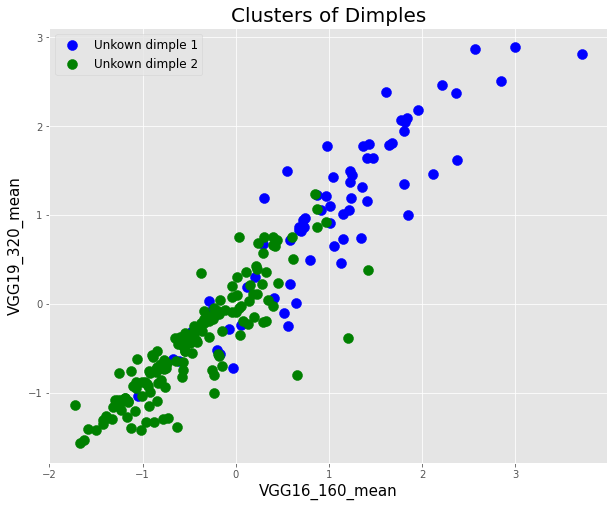 Clusters of Dimples
Unkown dimple 1
Unkown dimple 2
VGG19_320_mean
3
2
1
0
−1
−2
−1
0
1
2
3
VGG16_160_mean